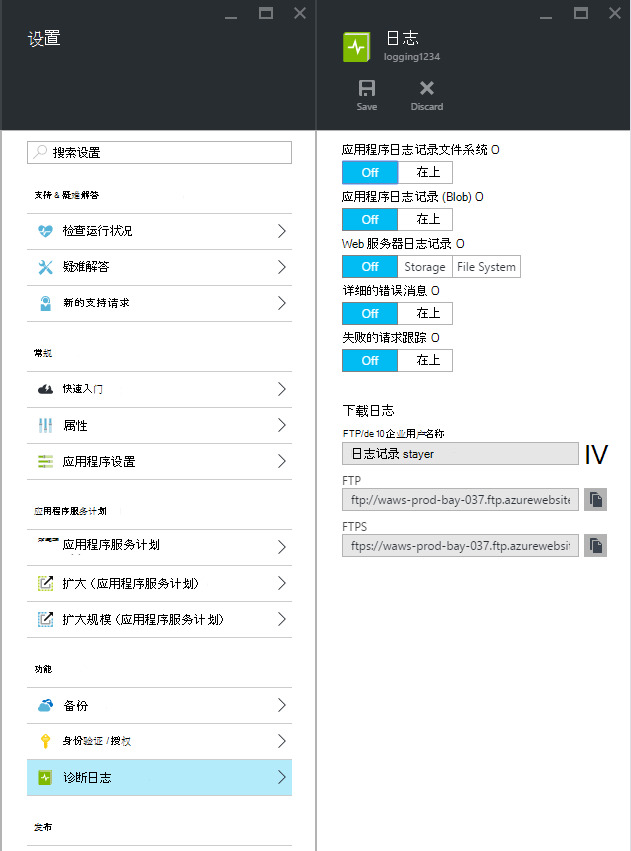 设置
搜索设置
支持 & 疑难解答
检查运行状况
疑难解答
新的支持请求
常规
快速入门
属性
应用程序设置
应用程序服务计划
应用程序服务计划
扩大（应用程序服务计划）
扩大规模（应用程序服务计划）
功能
备份
身份验证 / 授权
诊断日志
发布
日志
logging1234
Save Discard
应用程序日志记录文件系统 O
Off 在上
应用程序日志记录 (Blob) O
Off 在上
Web 服务器日志记录 O
Off Storage File System
详细的错误消息 O
Off 在上
失败的请求跟踪 O
Off 在上
下载日志
FTP/de 10 企业用户名称
日志记录 stayer IV
FTP
ftp://waws-prod-bay-037.ftp.azurewebsite
FTPS
ftps://waws-prod-bay-037.ftp.azurewebsi